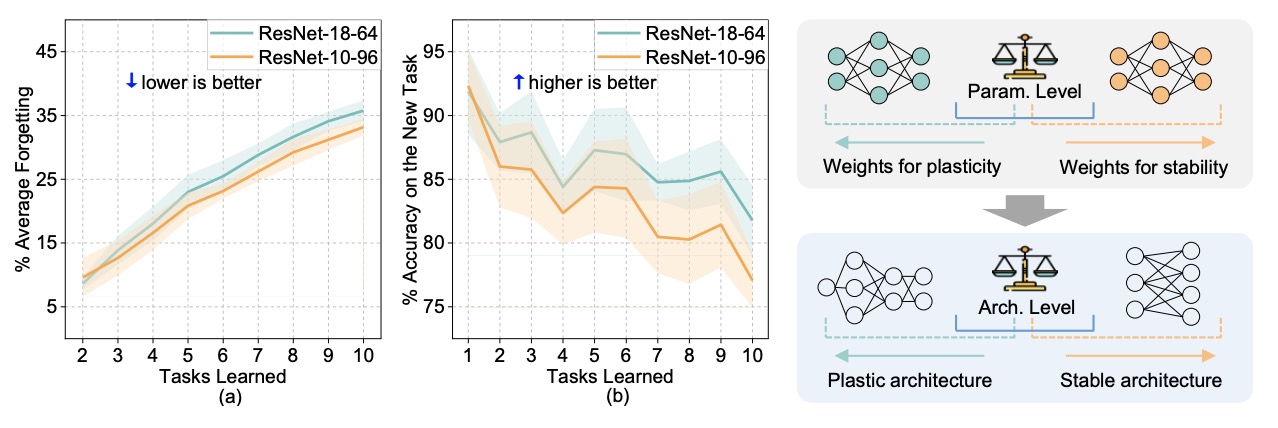 % Average Forgetting
45
35
25
15
5
ResNet-18-64
ResNet-10-96
↓ lower is better
2 3 4 5 6 7 8 9 10
Tasks Learned
(a)
% Accuracy on the New Task
95
90
85
80
75
ResNet-18-64
ResNet-10-96
↑ higher is better
1 2 3 4 5 6 7 8 9 10
Tasks Learned
(b)
Param. Level
Weights for plasticity
Weights for stability
Arch. Level
Plastic architecture
Stable architecture